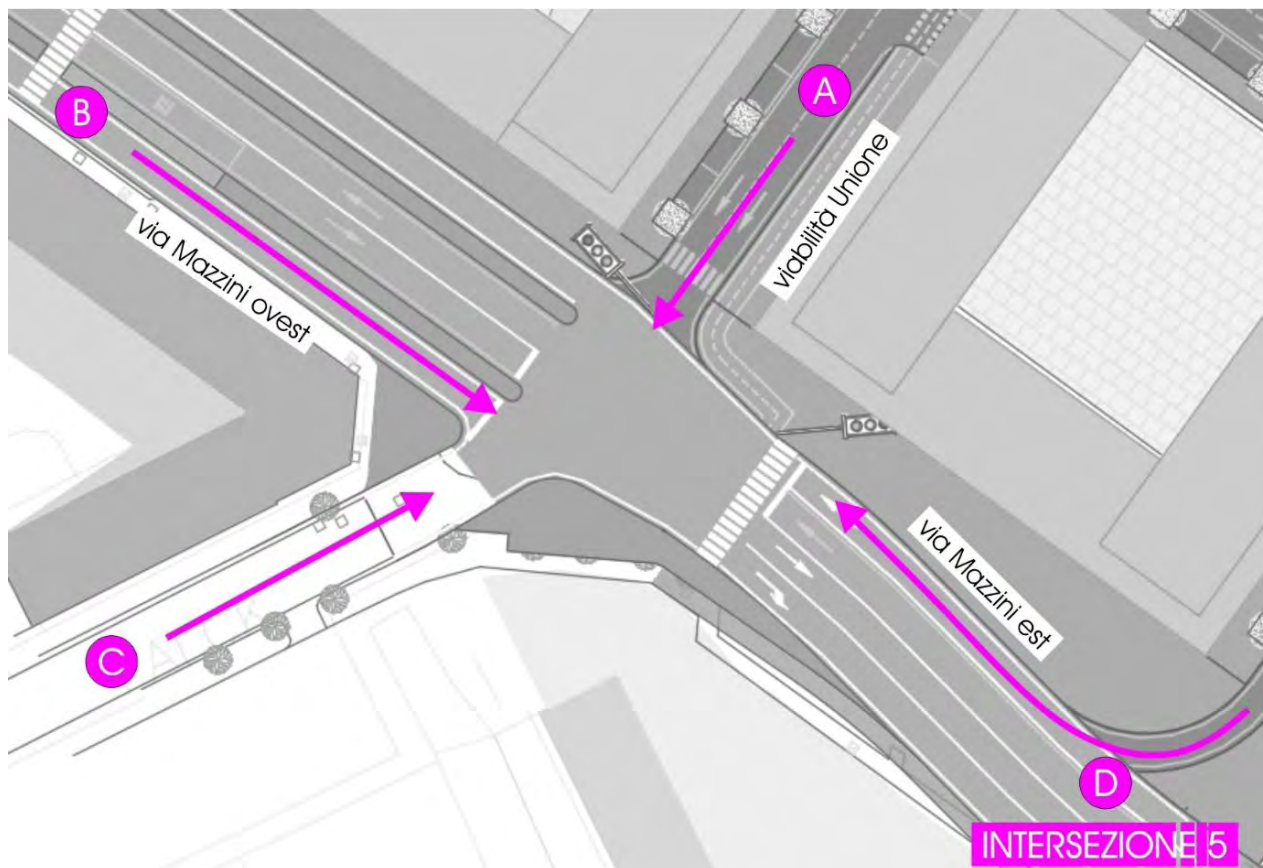 A
B
viabilità Unione
via Mazzini ovest
via Mazzini est
C
D
INTERSEZIONE 5